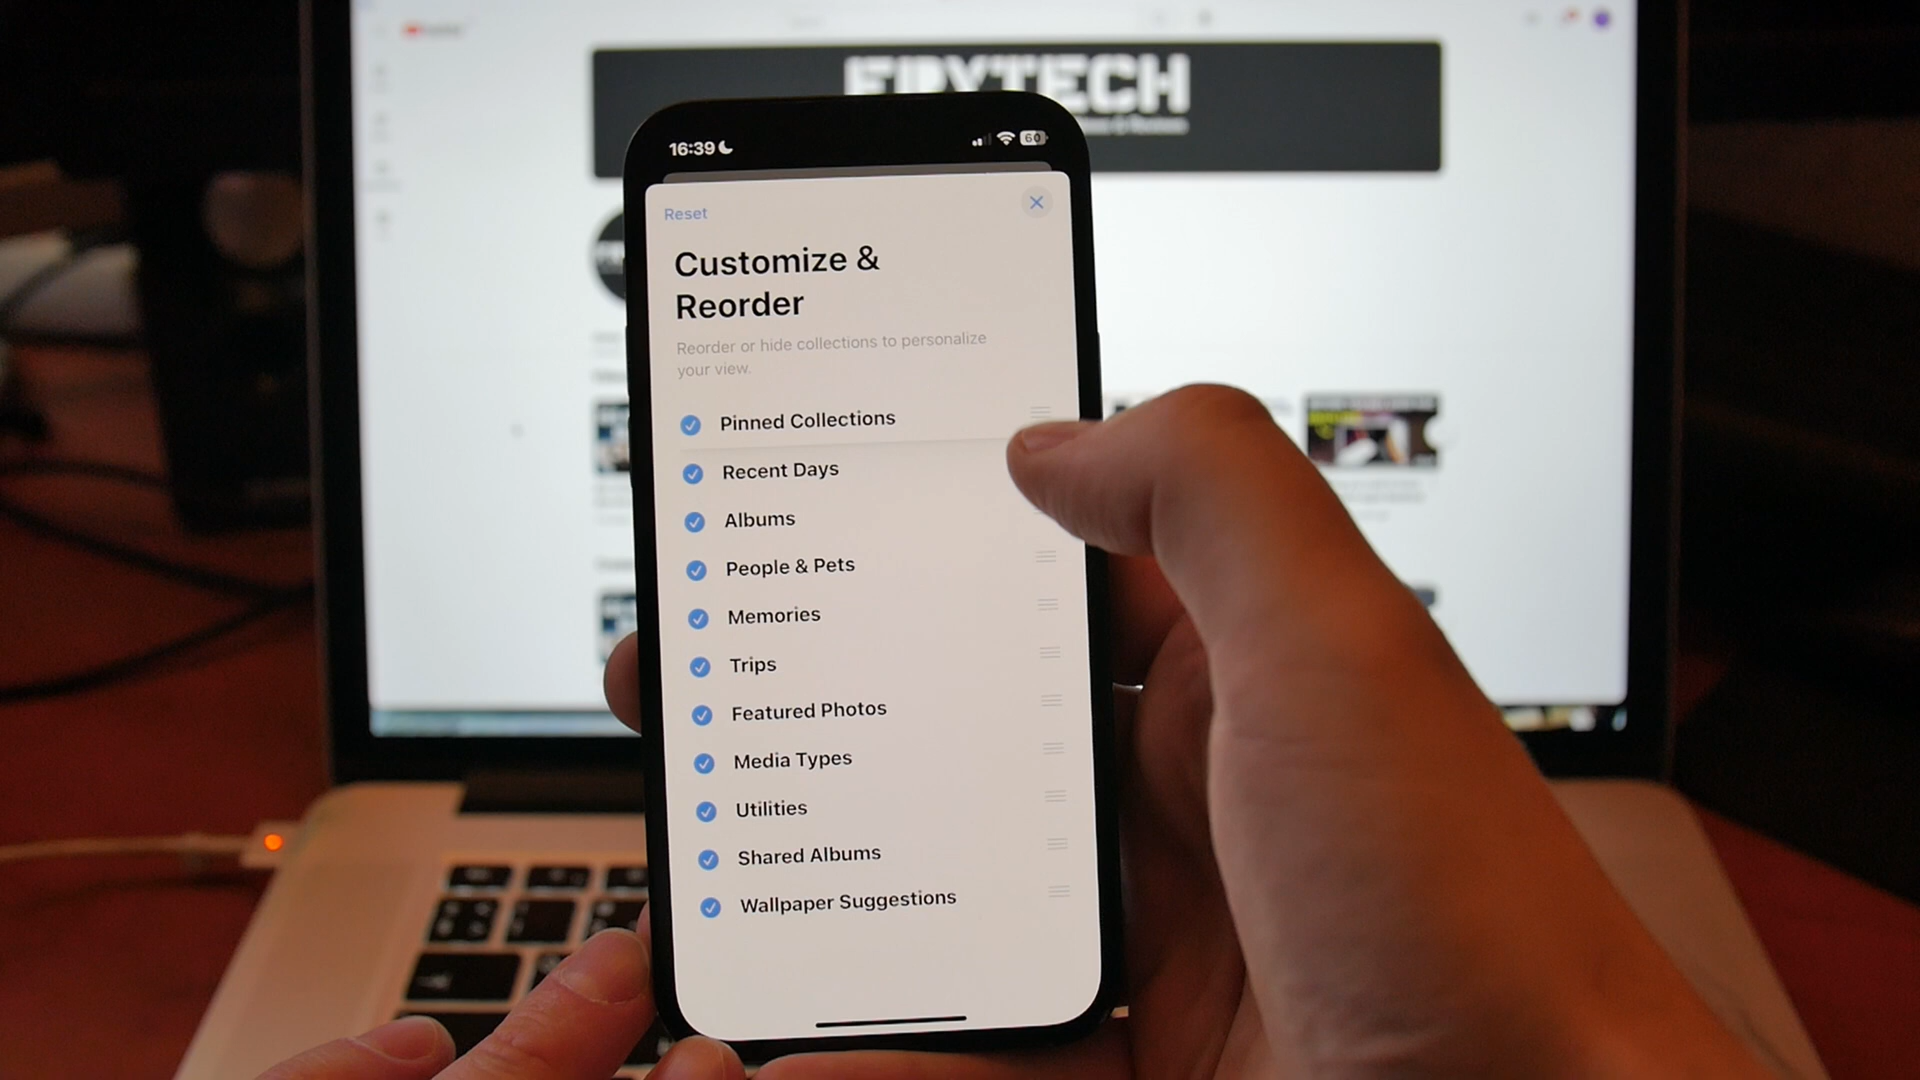 16:39
60
Reset
Customize &
Reorder
Reorder or hide collections to personalize
your view.
Pinned Collections
Recent Days
Albums
People & Pets
Memories
Trips
Featured Photos
Media Types
Utilities
Shared Albums
Wallpaper Suggestions